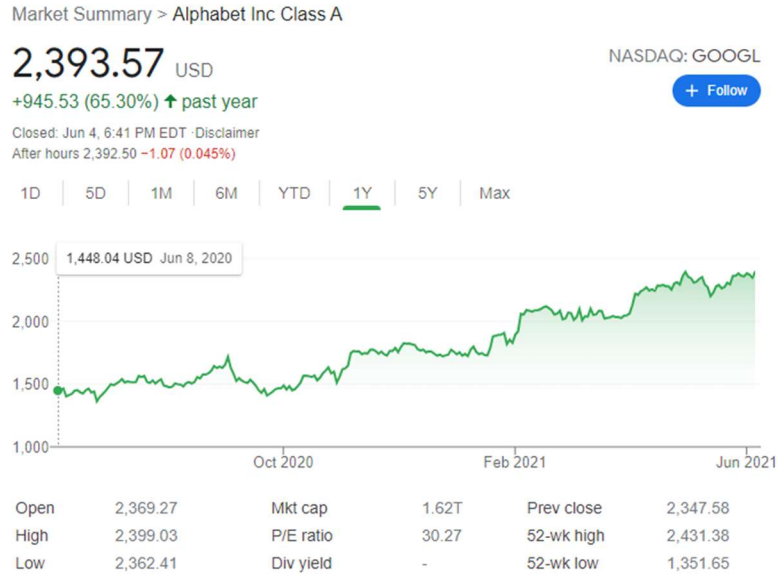 Market Summary > Alphabet Inc Class A
2,393.57 USD
NASDAQ: GOOGL
+945.53 (65.30%) ↑ past year
+ Follow
Closed: Jun 4, 6:41 PM EDT ·Disclaimer
After hours 2,392.50 −1.07 (0.045%)
1D 5D 1M 6M YTD 1Y 5Y Max
2,500
1,448.04 USD Jun 8, 2020
2,000
1,500
1,000
Oct 2020 Feb 2021 Jun 2021
Open 2,369.27 Mkt cap 1.62T Prev close 2,347.58
High 2,399.03 P/E ratio 30.27 52-wk high 2,431.38
Low 2,362.41 Div yield - 52-wk low 1,351.65